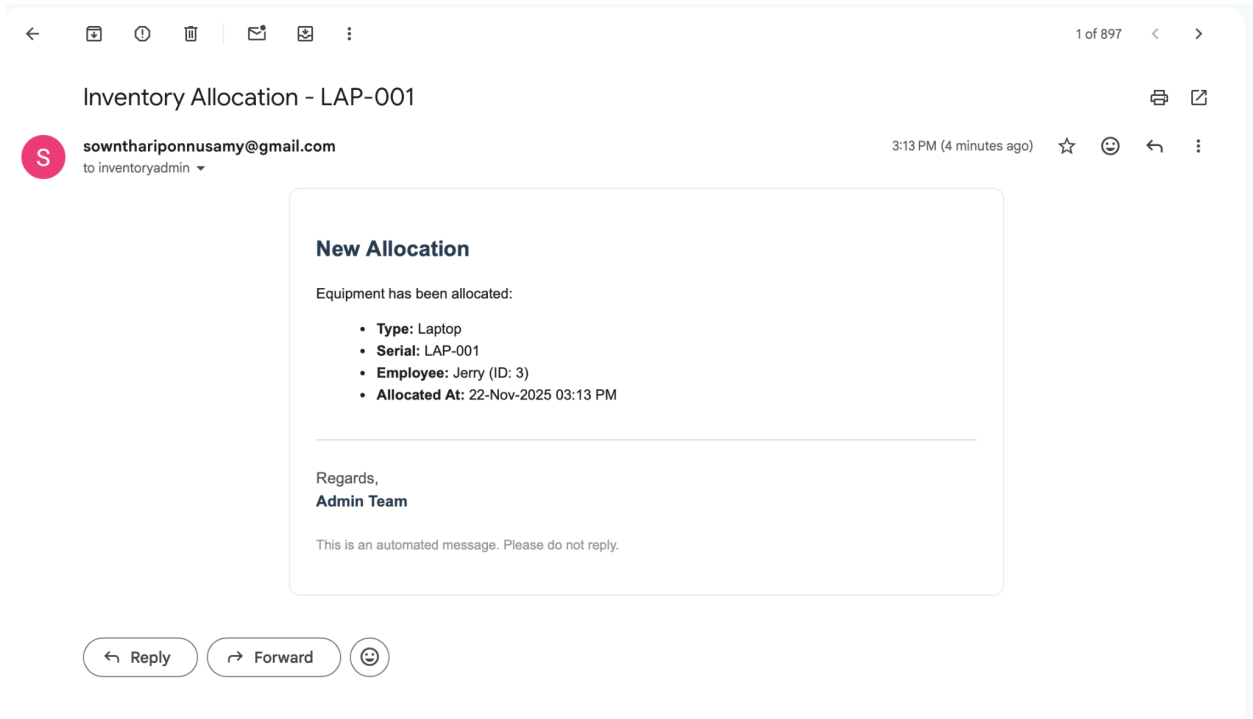 1 of 897
Inventory Allocation - LAP-001
S
sownthariponnusamy@gmail.com
3:13 PM (4 minutes ago)
to inventoryadmin
New Allocation
Equipment has been allocated:
• Type: Laptop
• Serial: LAP-001
• Employee: Jerry (ID: 3)
• Allocated At: 22-Nov-2025 03:13 PM
Regards,
Admin Team
This is an automated message. Please do not reply.
Reply
Forward